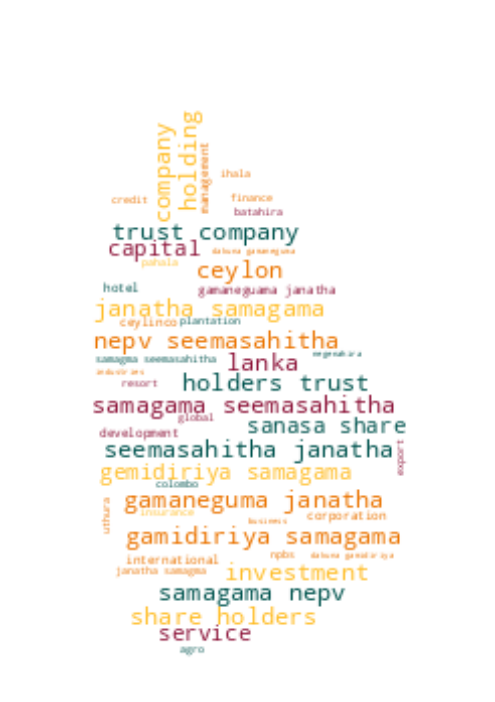 company
holding
management
ihala
credit
finance
batahira
trust company
capital
dakuna gamaneguma
pahala
ceylon
hotel
gamaneguama janatha
janatha samagama
ceylinco
plantation
nepv seemasahitha
samagma seemasahitha
lanka
negenahira
industries
resort
holders trust
samagama seemasahitha
global
sanasa share
development
seemasahitha janatha
export
gemidiriya samagama
colombo
gamaneguma janatha
uthura
insurance
business
corporation
gamidiriya samagama
international
npbs
dakuna gamidiriya
janatha samagma
investment
samagama nepv
share holders
service
agro